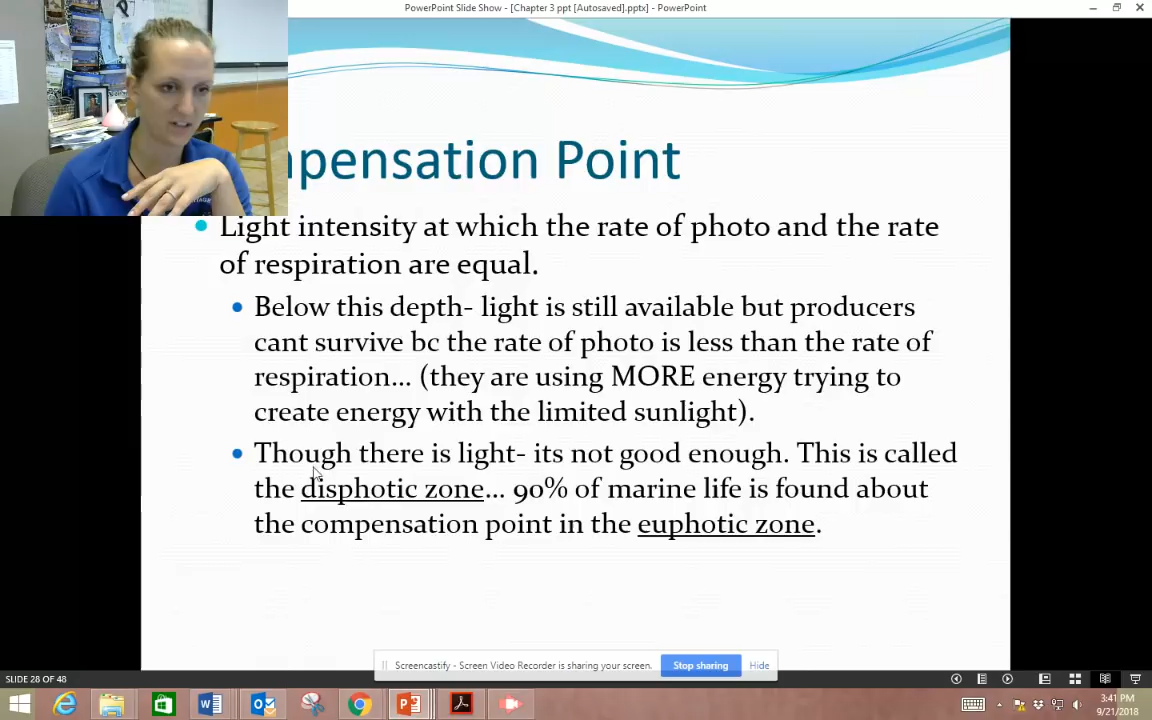 PowerPoint Slide Show - [Chapter 3 ppt [Autosaved].pptx] - PowerPoint
mpensation Point
Light intensity at which the rate of photo and the rate
of respiration are equal.
Below this depth- light is still available but producers
cant survive bc the rate of photo is less than the rate of
respiration... (they are using MORE energy trying to
create energy with the limited sunlight).
Though there is light- its not good enough. This is called
the disphotic zone... 90% of marine life is found about
the compensation point in the euphotic zone.
Screencastify - Screen Video Recorder is sharing your screen.
Stop sharing
Hide
SLIDE 28 OF 48
3:41 PM
9/21/2018